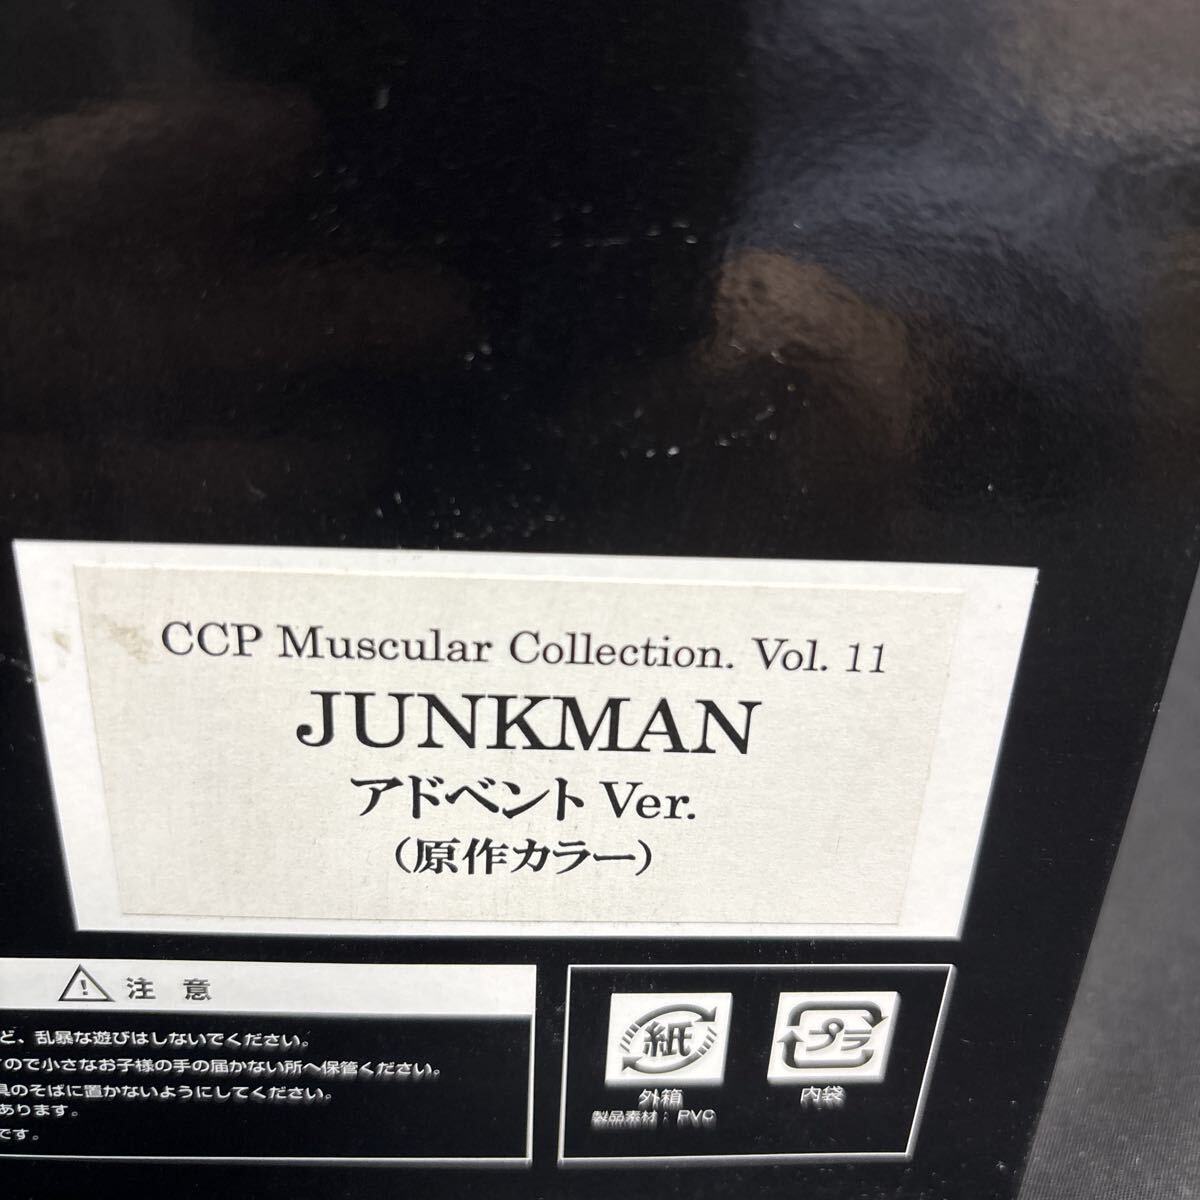 CCP Muscular Collection. Vol. 11
JUNKMAN
アドベント Ver.
（原作カラー）
注 意
ど、乱暴な遊びはしないでください。
ので小さなお子様の手の届かない所へ保管ください。
具のそばに置かないようにしてください。
あります。
です。
紙
外箱
製品素材：PVC
プラ
内袋